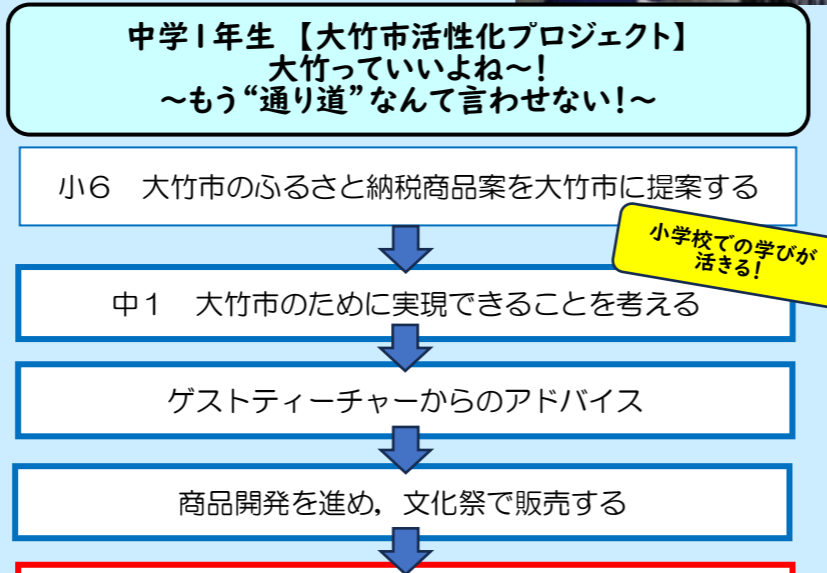 中学1年生 【大竹市活性化プロジェクト】
大竹っていいよね～!
～もう“通り道”なんて言わせない!～
小6　大竹市のふるさと納税商品案を大竹市に提案する
小学校での学びが
活きる!
中1　大竹市のために実現できることを考える
ゲストティーチャーからのアドバイス
商品開発を進め，文化祭で販売する